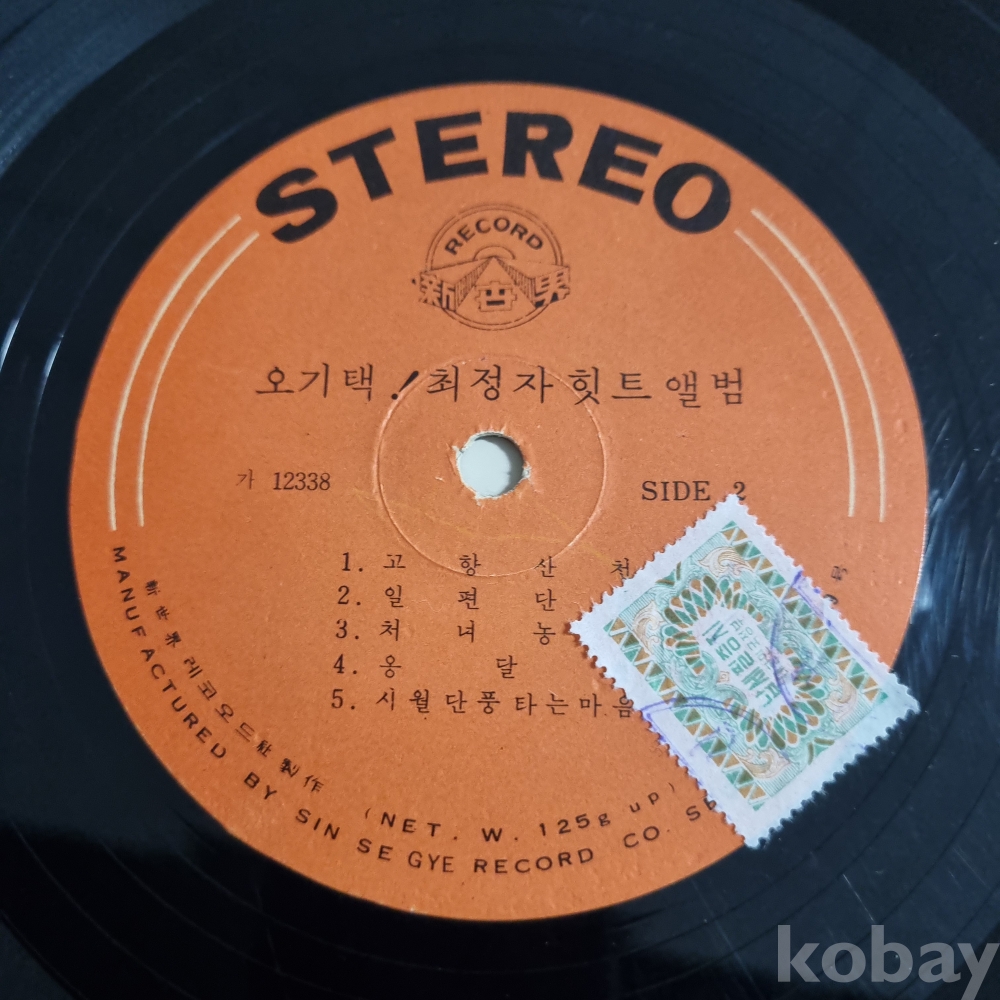 STEREO
RECORD
新世界
오기택! 최정자 힛트 앨범
가 12338
SIDE 2
1. 고 향 산 천
2. 일 편 단
3. 처 녀 농
4. 옹 달
5. 시월단풍 타는마음
新世界레코오드社製作
(NET. W. 125g uP)
MANUFACTURED BY SIN SE GYE RECORD CO.
kobay